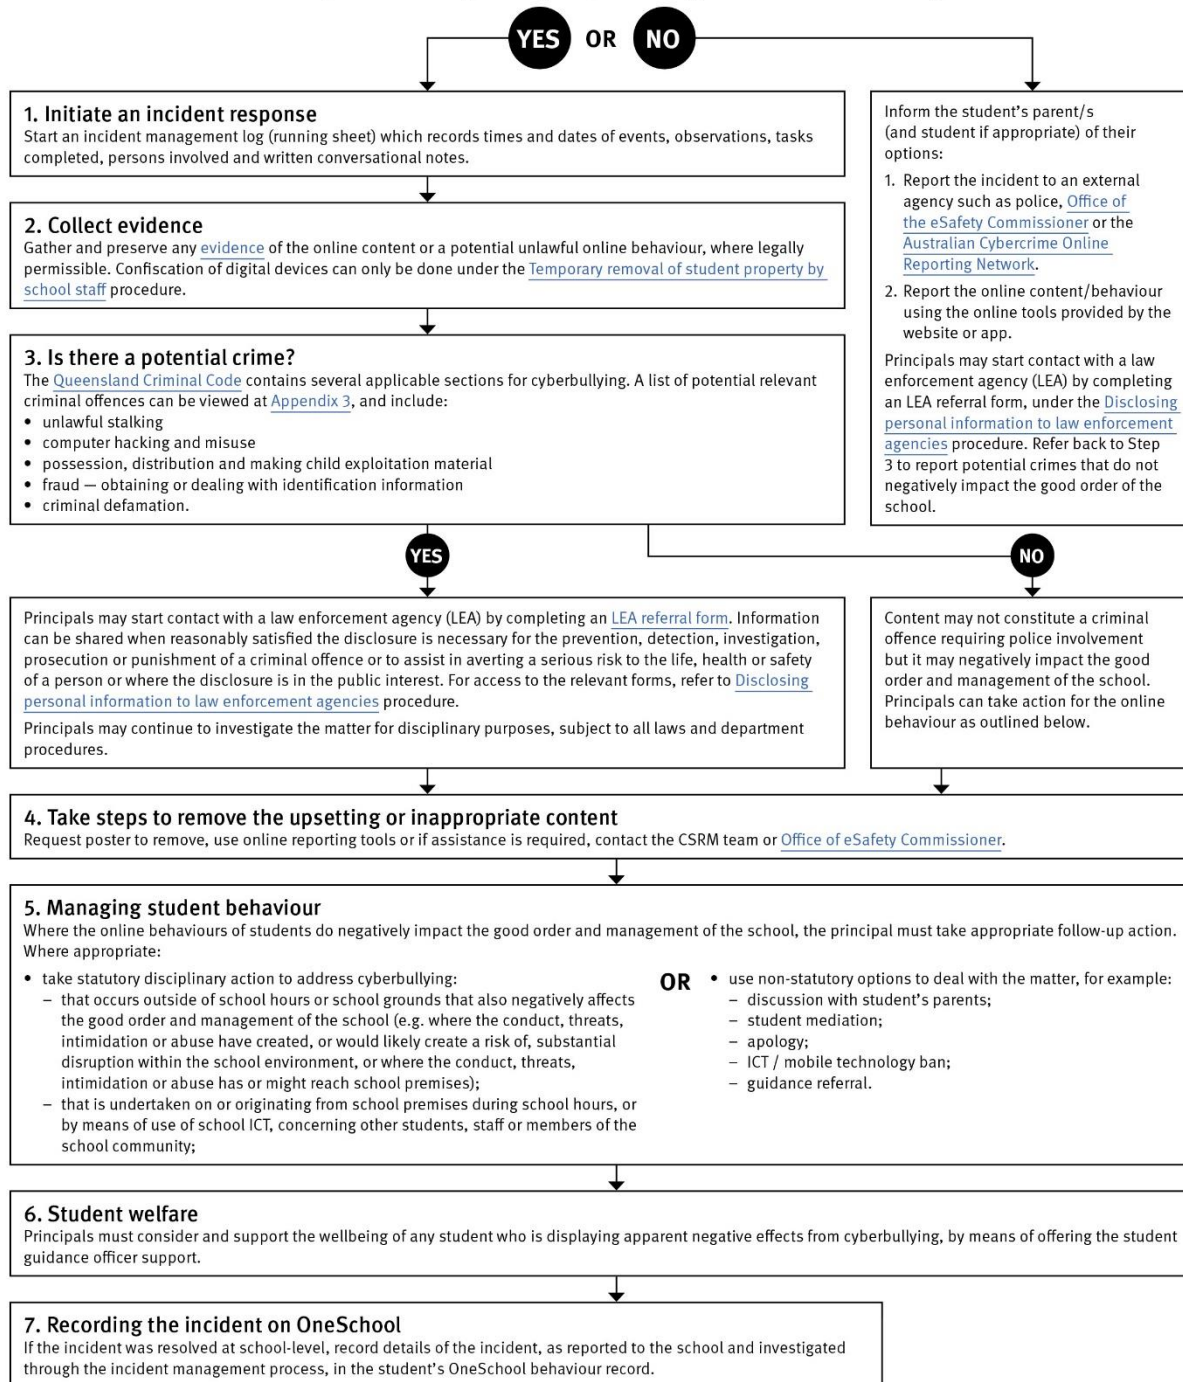 YES OR NO
1. Initiate an incident response
Start an incident management log (running sheet) which records times and dates of events, observations, tasks
completed, persons involved and written conversational notes.
2. Collect evidence
Gather and preserve any evidence of the online content or a potential unlawful online behaviour, where legally
permissible. Confiscation of digital devices can only be done under the Temporary removal of student property by
school staff procedure.
3. Is there a potential crime?
The Queensland Criminal Code contains several applicable sections for cyberbullying. A list of potential relevant
criminal offences can be viewed at Appendix 3, and include:
• unlawful stalking
• computer hacking and misuse
• possession, distribution and making child exploitation material
• fraud — obtaining or dealing with identification information
• criminal defamation.
Inform the student's parent/s
(and student if appropriate) of their
options:
1. Report the incident to an external
agency such as police, Office of
the eSafety Commissioner or the
Australian Cybercrime Online
Reporting Network.
2. Report the online content/behaviour
using the online tools provided by the
website or app.
Principals may start contact with a law
enforcement agency (LEA) by completing
an LEA referral form, under the Disclosing
personal information to law enforcement
agencies procedure. Refer back to Step
3 to report potential crimes that do not
negatively impact the good order of the
school.
YES
NO
Principals may start contact with a law enforcement agency (LEA) by completing an LEA referral form. Information
can be shared when reasonably satisfied the disclosure is necessary for the prevention, detection, investigation,
prosecution or punishment of a criminal offence or to assist in averting a serious risk to the life, health or safety
of a person or where the disclosure is in the public interest. For access to the relevant forms, refer to Disclosing
personal information to law enforcement agencies procedure.
Principals may continue to investigate the matter for disciplinary purposes, subject to all laws and department
procedures.
Content may not constitute a criminal
offence requiring police involvement
but it may negatively impact the good
order and management of the school.
Principals can take action for the online
behaviour as outlined below.
4. Take steps to remove the upsetting or inappropriate content
Request poster to remove, use online reporting tools or if assistance is required, contact the CSRM team or Office of eSafety Commissioner.
5. Managing student behaviour
Where the online behaviours of students do negatively impact the good order and management of the school, the principal must take appropriate follow-up action.
Where appropriate:
• take statutory disciplinary action to address cyberbullying:
– that occurs outside of school hours or school grounds that also negatively affects
the good order and management of the school (e.g. where the conduct, threats,
intimidation or abuse have created, or would likely create a risk of, substantial
disruption within the school environment, or where the conduct, threats,
intimidation or abuse has or might reach school premises);
– that is undertaken on or originating from school premises during school hours, or
by means of use of school ICT, concerning other students, staff or members of the
school community;
OR
• use non-statutory options to deal with the matter, for example:
– discussion with student's parents;
– student mediation;
– apology;
– ICT / mobile technology ban;
– guidance referral.
6. Student welfare
Principals must consider and support the wellbeing of any student who is displaying apparent negative effects from cyberbullying, by means of offering the student
guidance officer support.
7. Recording the incident on OneSchool
If the incident was resolved at school-level, record details of the incident, as reported to the school and investigated
through the incident management process, in the student's OneSchool behaviour record.